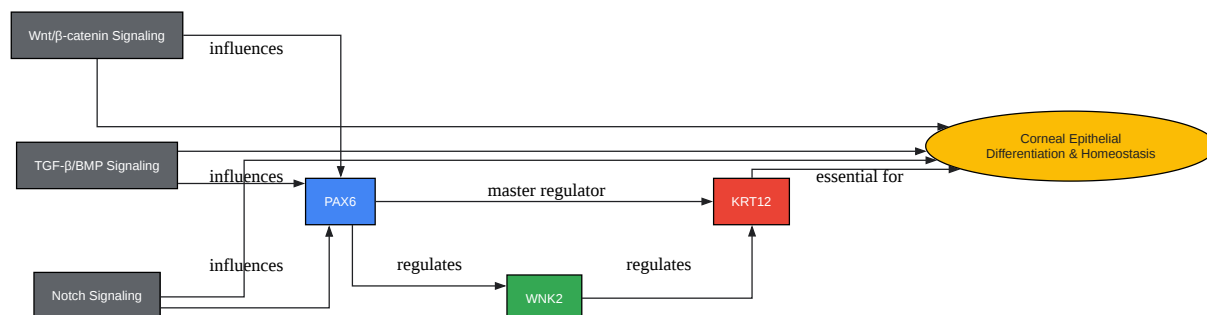 Wnt/β-catenin Signaling
influences
Corneal Epithelial
Differentiation & Homeostasis
TGF-β/BMP Signaling
influences
essential for
PAX6
master regulator
KRT12
influences
regulates
regulates
Notch Signaling
WNK2